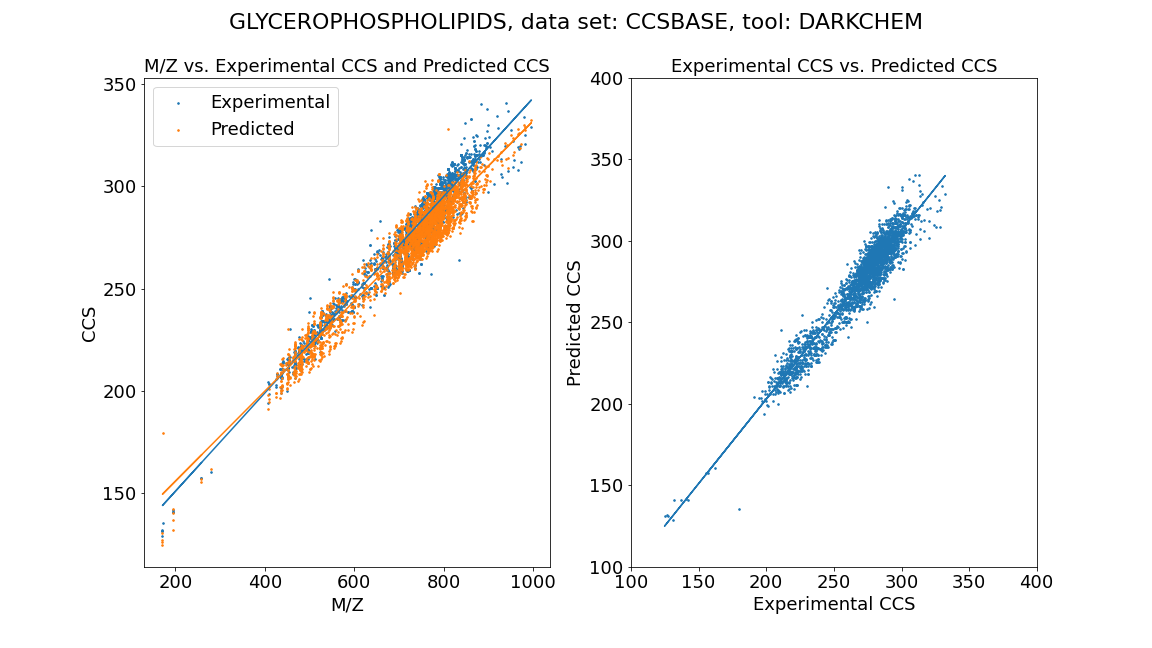 GLYCEROPHOSPHOLIPIDS, data set: CCSBASE, tool: DARKCHEM
M/Z vs. Experimental CCS and Predicted CCS
350
300
250
200
150
CCS
Experimental
Predicted
200
400
600
800
1000
M/Z
Experimental CCS vs. Predicted CCS
400
350
300
250
200
150
100
Predicted CCS
100
150
200
250
300
350
400
Experimental CCS